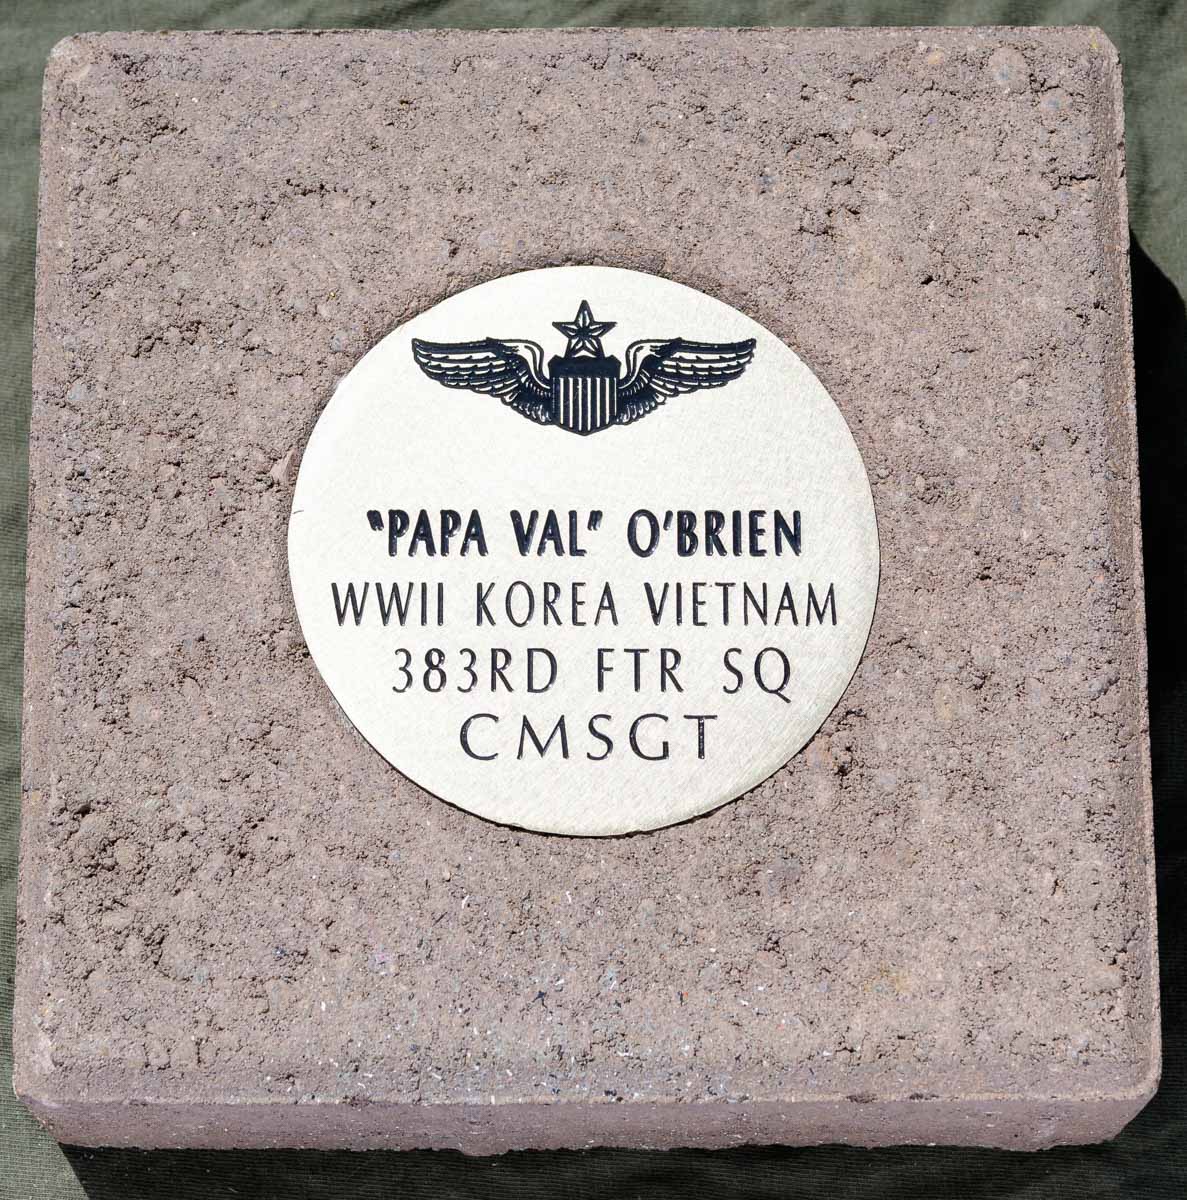 "PAPA VAL" O'BRIEN
WWII KOREA VIETNAM
383RD FTR SQ
CMSGT